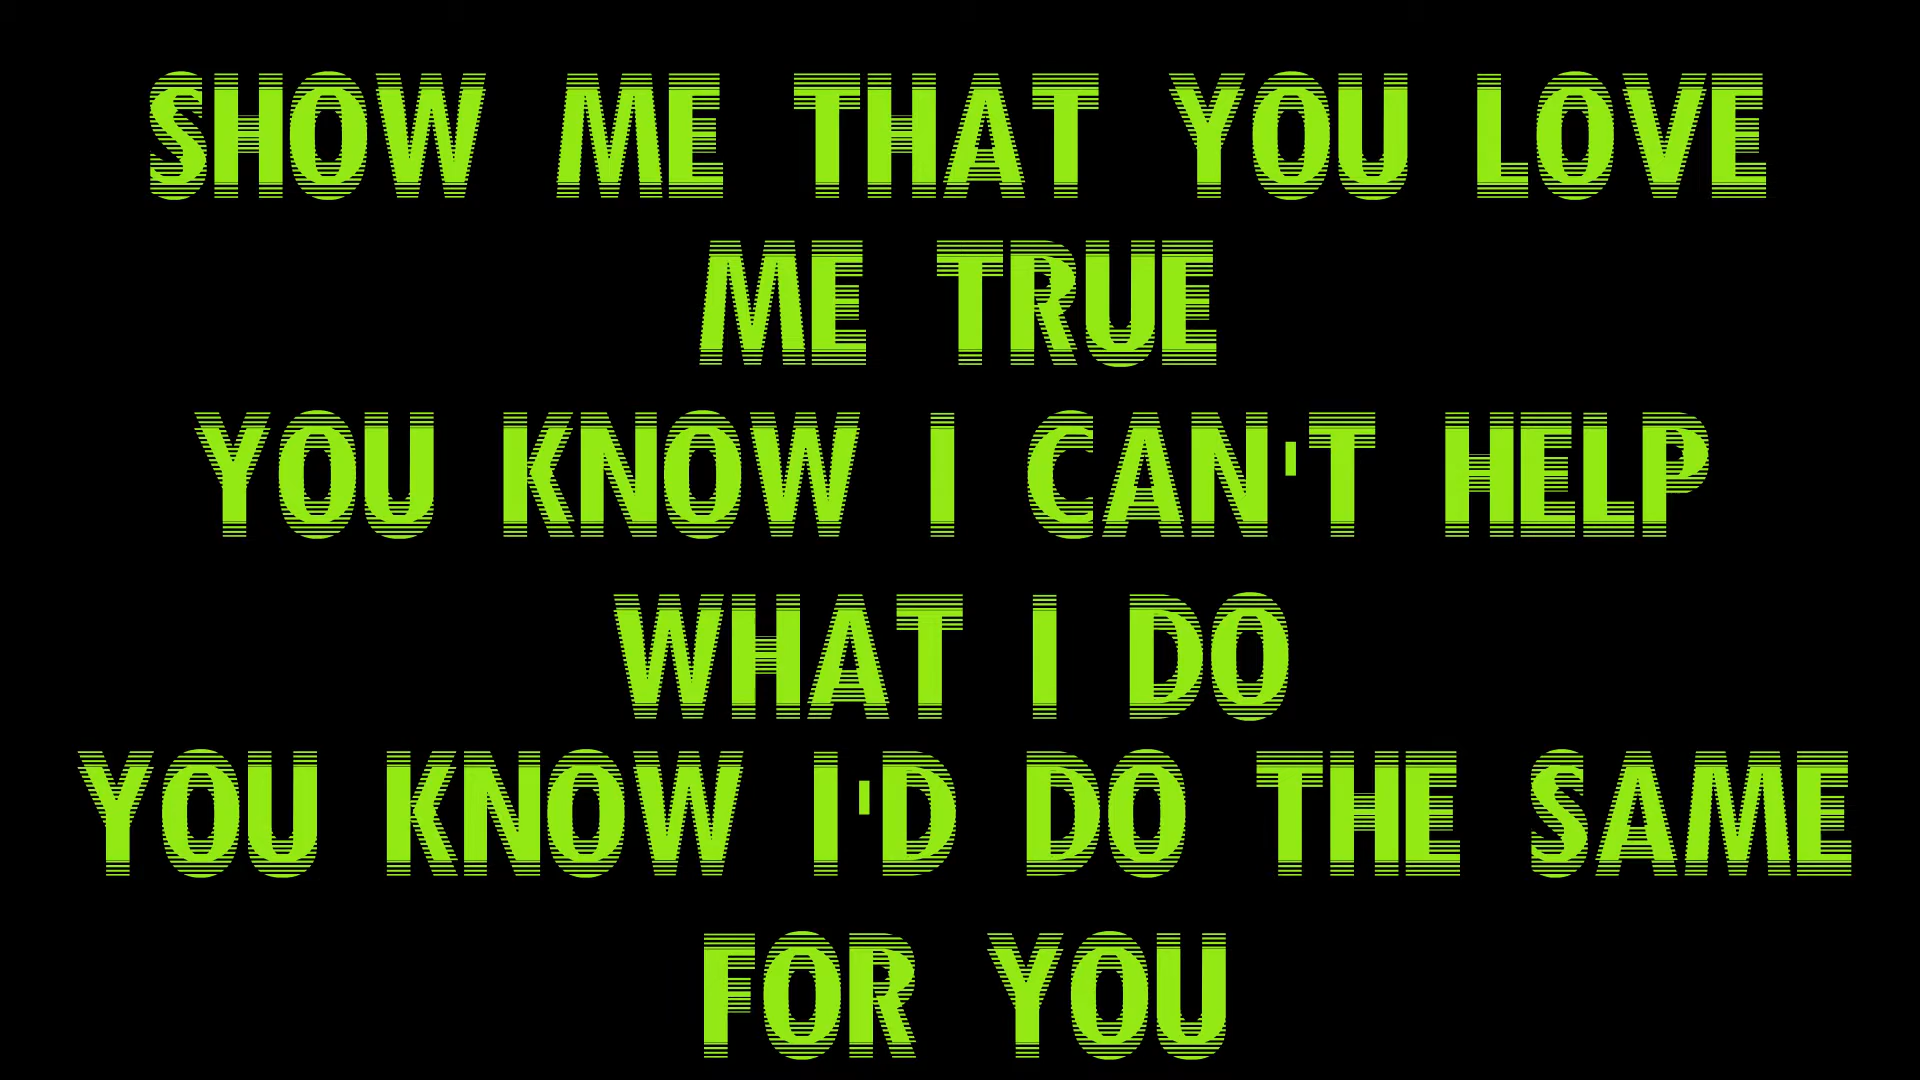 SHOW ME THAT YOU LOVE
ME TRUE
YOU KNOW I CAN'T HELP
WHAT I DO
YOU KNOW I'D DO THE SAME
FOR YOU